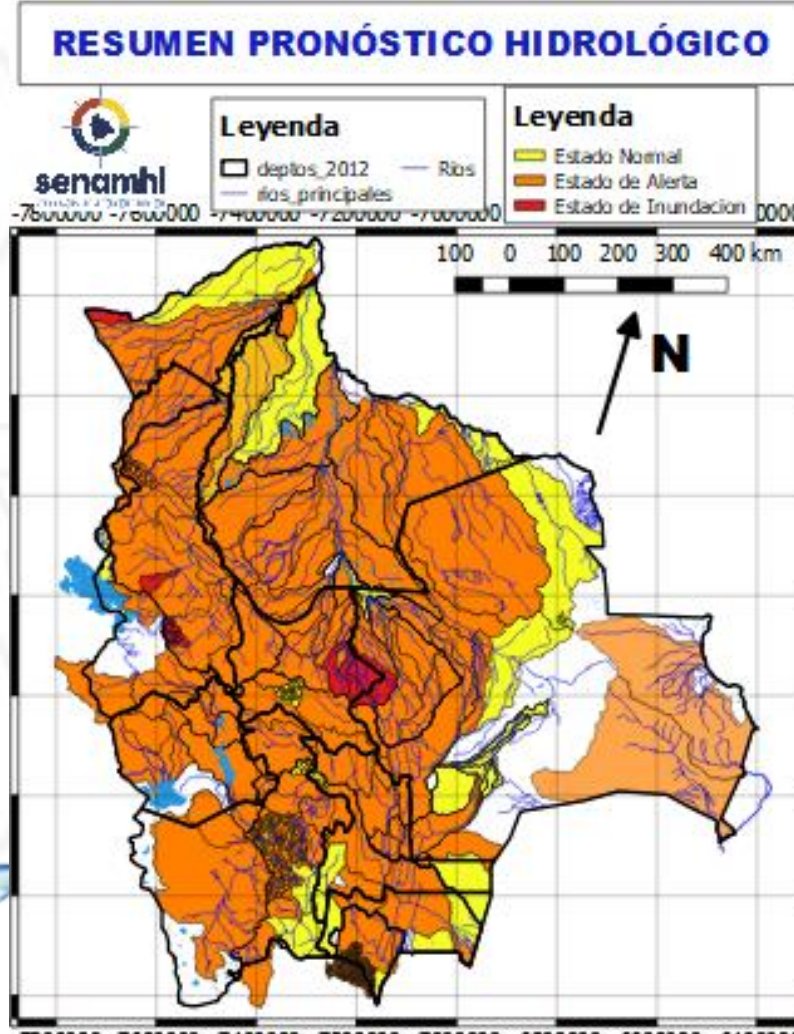 RESUMEN PRONÓSTICO HIDROLÓGICO
senamhi
Leyenda
deptos_2012
Rios
rios_principales
Leyenda
Estado Normal
Estado de Alerta
Estado de Inundacion
-7800000 -7600000 -7400000 -7200000 -7000000
100 0 100 200 300 400 km
N